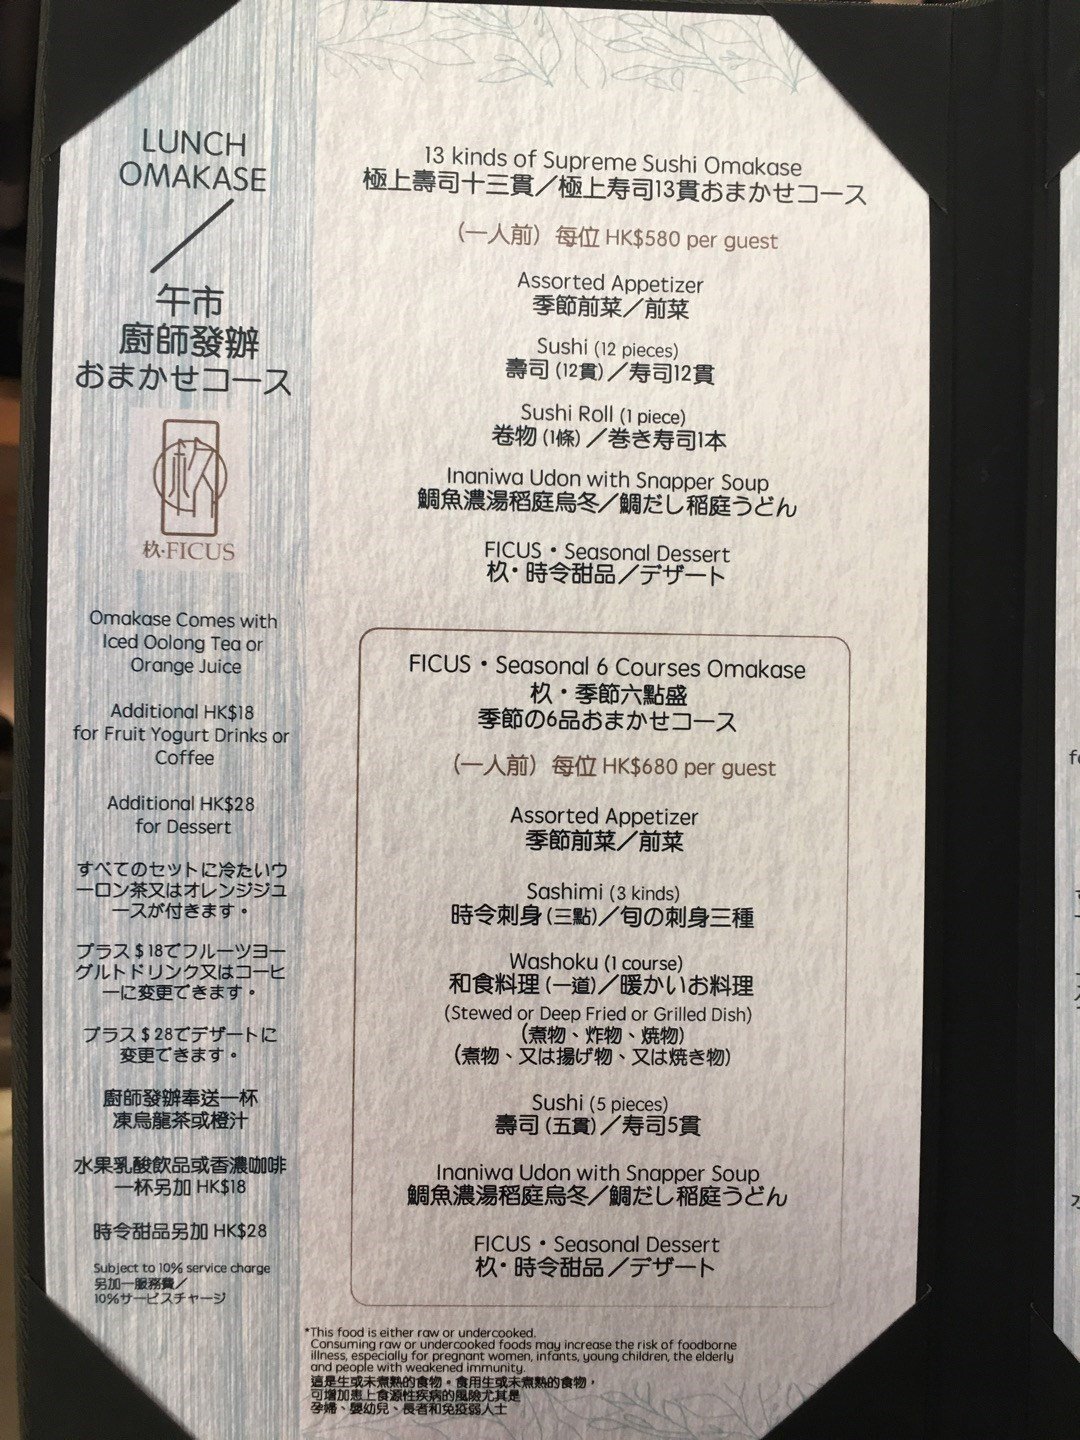 LUNCH
OMAKASE
午市
廚師發辦
おまかせコース
杦
杦·FICUS
Omakase Comes with
Iced Oolong Tea or
Orange Juice
Additional HK$18
for Fruit Yogurt Drinks or
Coffee
Additional HK$28
for Dessert
すべてのセットに冷たいウ
ーロン茶又はオレンジジュ
ースが付きます。
プラス$18でフルーツヨー
グルトドリンク又はコーヒ
ーに変更できます。
プラス$28でデザートに
変更できます。
廚師發辦奉送一杯
凍烏龍茶或橙汁
水果乳酸飲品或香濃咖啡
一杯另加 HK$18
時令甜品另加 HK$28
Subject to 10% service charge
另加一服務費／
10%サービスチャージ
13 kinds of Supreme Sushi Omakase
極上壽司十三貫／極上寿司13貫おまかせコース
（一人前）每位 HK$580 per guest
Assorted Appetizer
季節前菜／前菜
Sushi (12 pieces)
壽司 (12貫)／寿司12貫
Sushi Roll (1 piece)
卷物 (1條) ／巻き寿司1本
Inaniwa Udon with Snapper Soup
鯛魚濃湯稻庭烏冬／鯛だし稲庭うどん
FICUS • Seasonal Dessert
杦• 時令甜品／デザート
FICUS • Seasonal 6 Courses Omakase
杦・季節六點盛
季節の6品おまかせコース
（一人前）每位 HK$680 per guest
Assorted Appetizer
季節前菜／前菜
Sashimi (3 kinds)
時令刺身 (三點)／旬の刺身三種
Washoku (1 course)
和食料理 (一道)／暖かいお料理
(Stewed or Deep Fried or Grilled Dish)
(煮物、炸物、焼物)
(煮物、又は揚げ物、又は焼き物)
Sushi (5 pieces)
壽司 (五貫)／寿司5貫
Inaniwa Udon with Snapper Soup
鯛魚濃湯稻庭烏冬／鯛だし稲庭うどん
FICUS • Seasonal Dessert
杦• 時令甜品／デザート
*This food is either raw or undercooked.
Consuming raw or undercooked foods may increase the risk of foodborne
illness, especially for pregnant women, infants, young children, the elderly
and people with weakened immunity.
這是生或未煮熟的食物。食用生或未煮熟的食物，
可增加患上食源性疾病的風險尤其是
孕婦、嬰幼兒、長者和免疫弱人士